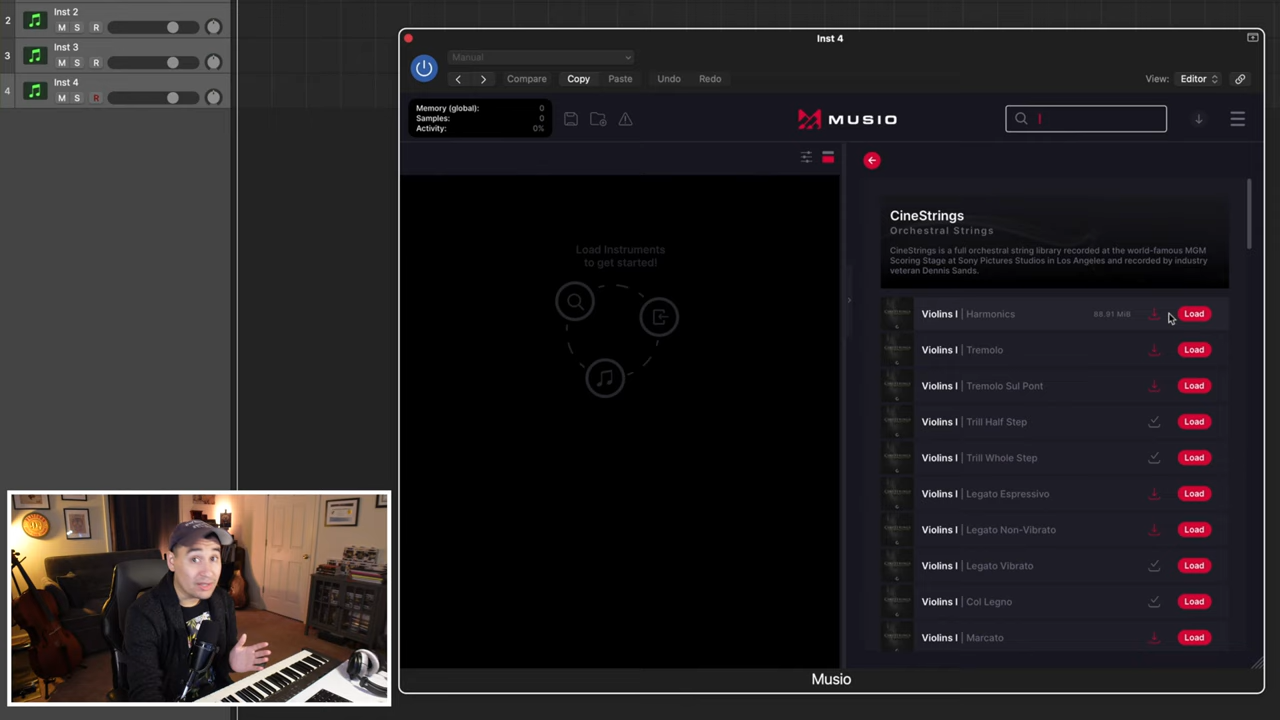 2
Inst 2
M S R
3
Inst 3
M S R
4
Inst 4
M S R
Inst 4
Manual
Compare Copy Paste Undo Redo
View: Editor
Memory (global): 0
Samples: 0
Activity: 0%
MUSIO
Load Instruments
to get started!
CineStrings
Orchestral Strings
CineStrings is a full orchestral string library recorded at the world-famous MGM
Scoring Stage at Sony Pictures Studios in Los Angeles and recorded by industry
veteran Dennis Sands.
Violins I | Harmonics 88.91 MiB Load
Violins I | Tremolo Load
Violins I | Tremolo Sul Pont Load
Violins I | Trill Half Step Load
Violins I | Trill Whole Step Load
Violins I | Legato Espressivo Load
Violins I | Legato Non-Vibrato Load
Violins I | Legato Vibrato Load
Violins I | Col Legno Load
Violins I | Marcato Load
Musio